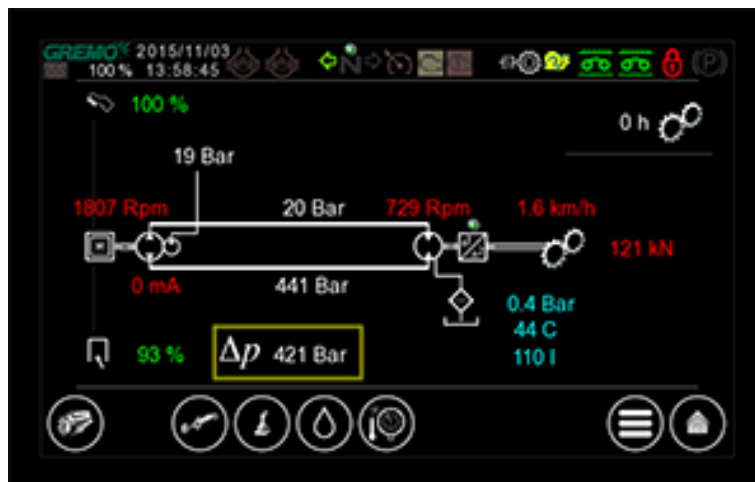 GREMO 2015/11/03
100 % 13:58:45
N
(P)
100 %
0 h
19 Bar
1807 Rpm
20 Bar
729 Rpm
1.6 km/h
121 kN
0 mA
441 Bar
0.4 Bar
44 C
110 l
93 %
Δp 421 Bar